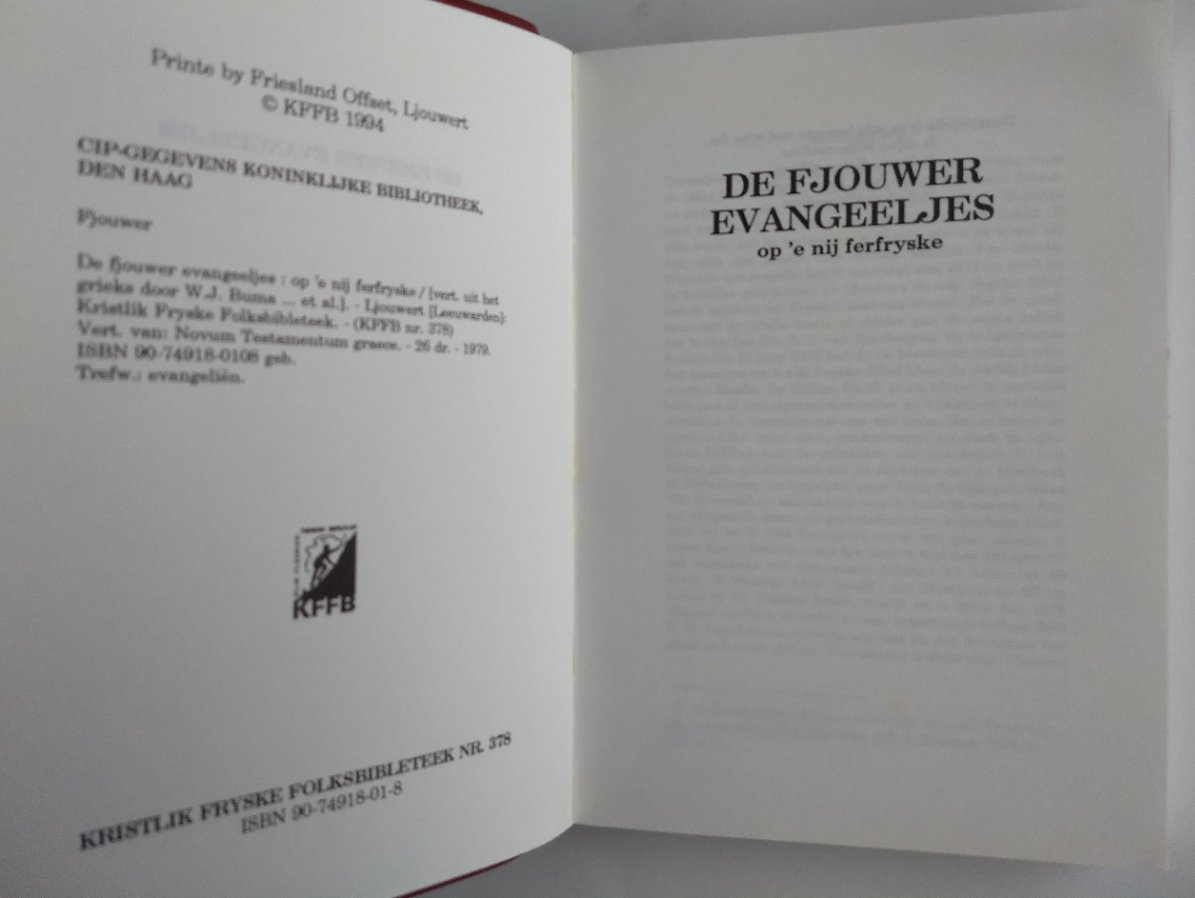 Printe by Friesland Offset, Ljouwert
© KFFB 1994
CIP-GEGEVENS KONINKLIJKE BIBLIOTHEEK,
DEN HAAG
Fjouwer
De fjouwer evangeeljes : op 'e nij ferfryske / [vert. uit het
grieks door W.J. Buma ... et al.]. - Ljouwert [Leeuwarden]:
Kristlik Fryske Folksbibleteek. - (KFFB nr. 378)
Vert. van: Novum Testamentum graece. - 26 dr. - 1979.
ISBN 90-74918-0108 geb.
Trefw.: evangeliën.
KFFB
KRISTLIK FRYSKE FOLKSBIBLETEEK NR. 378
ISBN 90-74918-01-8
DE FJOUWER
EVANGEELJES
op 'e nij ferfryske